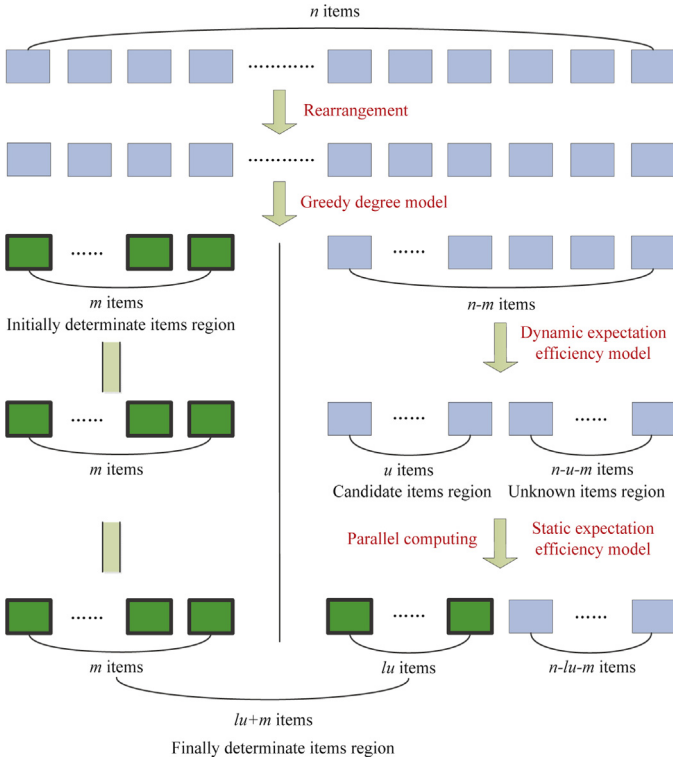 n items
…………
Rearrangement
…………
Greedy degree model
……
……
m items
n-m items
Initially determinate items region
Dynamic expectation
efficiency model
……
……
……
m items
u items
n-u-m items
Candidate items region
Unknown items region
Parallel computing
Static expectation
efficiency model
……
……
……
m items
lu items
n-lu-m items
lu+m items
Finally determinate items region